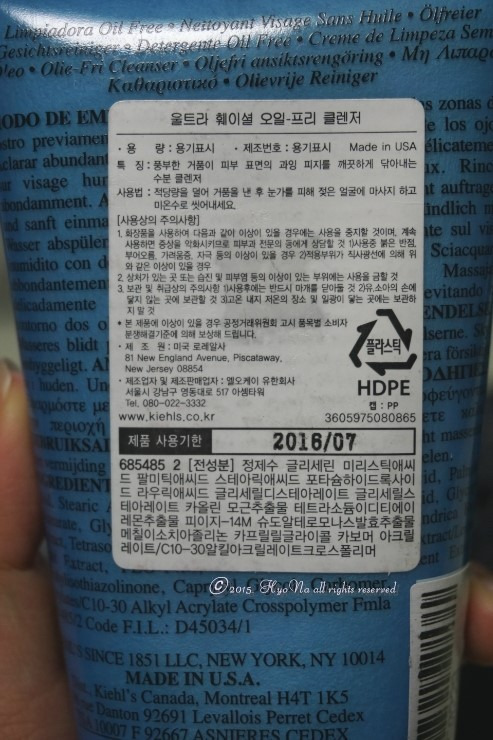 Limpiadora Oil Free • Nettoyant Visage Sans Huile • Ölfreier
Gesichtsreiniger • Detergente Oil Free • Creme de Limpeza Sem
Oleo • Olie-Fri Cleanser • Oljefri ansiktsrengöring • Μη Λιπαρό
Καθαριστικό • Olievrije Reiniger
울트라 훼이셜 오일-프리 클렌저
· 용 량 : 용기표시 · 제조번호 : 용기표시 Made in USA
특 징 : 풍부한 거품이 피부 표면의 과잉 피지를 깨끗하게 닦아내는
수분 클렌저
사용법 : 적당량을 덜어 거품을 낸 후 눈가를 피해 젖은 얼굴에 마사지 하고
미온수로 씻어내세요.
[사용상의 주의사항]
1. 화장품을 사용하여 다음과 같이 이상이 있을 경우에는 사용을 중지할 것이며, 계속
사용하면 증상을 악화시키므로 피부과 전문의 등에게 상담할 것 1)사용중 붉은 반점,
부어오름, 가려움증, 자극 등의 이상이 있을 경우 2)적용부위가 직사광선에 의해 위
와 같은 이상이 있을 경우
2. 상처가 있는 곳 또는 습진 및 피부염 등의 이상이 있는 부위에는 사용을 금할 것
3. 보관 및 취급상의 주의사항 1)사용후에는 반드시 마개를 닫아둘 것 2)유,소아의 손에
닿지 않는 곳에 보관할 것 3)고온 내지 저온의 장소 및 일광이 닿는 곳에는 보관하
지 말 것
♦ 본 제품에 이상이 있을 경우 공정거래위원회 고시 품목별 소비자
분쟁해결기준에 의해 보상해 드립니다.
· 제 조 원 : 미국 로레알사
81 New England Avenue, Piscataway,
New Jersey 08854
· 제조업자 및 제조판매업자 : 엘오케이 유한회사
서울시 강남구 영동대로 517 아셈타워
Tel. 080-022-3332
www.kiehls.co.kr
플라스틱
HDPE
캡 : PP
3605975080865
제품 사용기한 2016/07
685485 2 [전성분] 정제수 글리세린 미리스틱애씨
드 팔미틱애씨드 스테아릭애씨드 포타슘하이드록사이
드 라우릭애씨드 글리세릴디스테아레이트 글리세릴스
테아레이트 카올린 모근추출물 테트라소듐이디티에이
레몬추출물 피이지-14M 슈도알테로모나스발효추출물
메칠이소치아졸리논 카프릴릴글라이콜 카보머 아크릴
레이트/C10-30알킬아크릴레이트크로스폴리머
© 2015. HyoNa all rights reserved
C10-30 Alkyl Acrylate Crosspolymer Fmla
Code F.I.L.: D45034/1
SINCE 1851 LLC, NEW YORK, NY 10014
MADE IN U.S.A.
Kiehl's Canada, Montreal H4T 1K5
Danton 92691 Levallois Perret Cedex
10007 F 92667 ASNIERES CEDEX